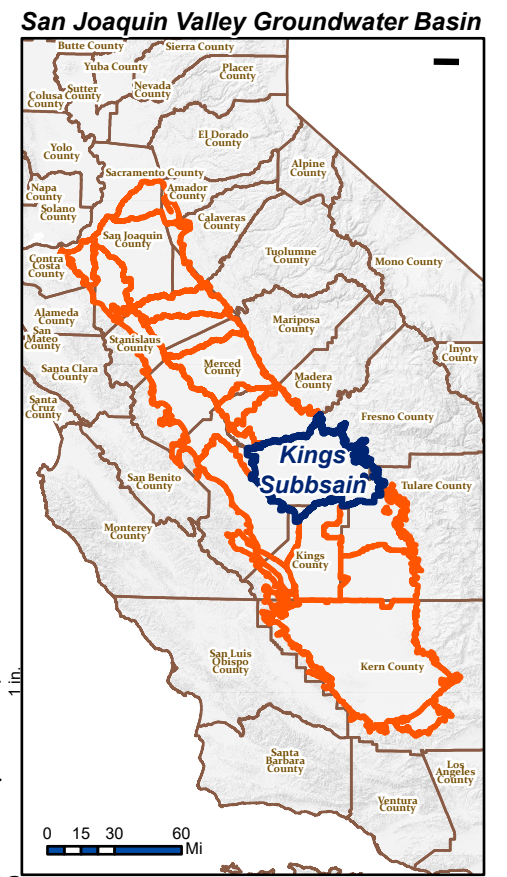 San Joaquin Valley Groundwater Basin
Butte County
Sierra County
Yuba County
Placer
County
Nevada
County
Sutter
County
Colusa
County
El Dorado
County
Yolo
County
Alpine
County
Sacramento County
Napa
County
Amador
County
Solano
County
Calaveras
County
San Joaquin
County
Tuolumne
County
Mono County
Contra
Costa
County
Alameda
County
Mariposa
County
San
Mateo
County
Stanislaus
County
Inyo
County
Santa Clara
County
Merced
County
Madera
County
Santa
Cruz
County
Fresno County
Kings
Subbsain
San Benito
County
Tulare County
Monterey
County
Kings
County
San Luis
Obispo
County
Kern County
1 in.
Santa
Barbara
County
Los
Angeles
County
Ventura
County
0 15 30 60
Mi